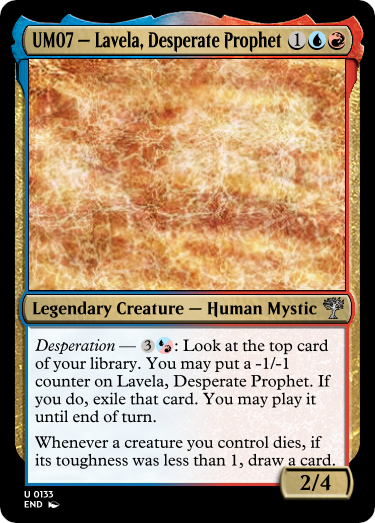 UM07 — Lavela, Desperate Prophet 1
Legendary Creature — Human Mystic
Desperation — 3: Look at the top card
of your library. You may put a -1/-1
counter on Lavela, Desperate Prophet. If
you do, exile that card. You may play it
until end of turn.
Whenever a creature you control dies, if
its toughness was less than 1, draw a card.
2/4
U 0133
END